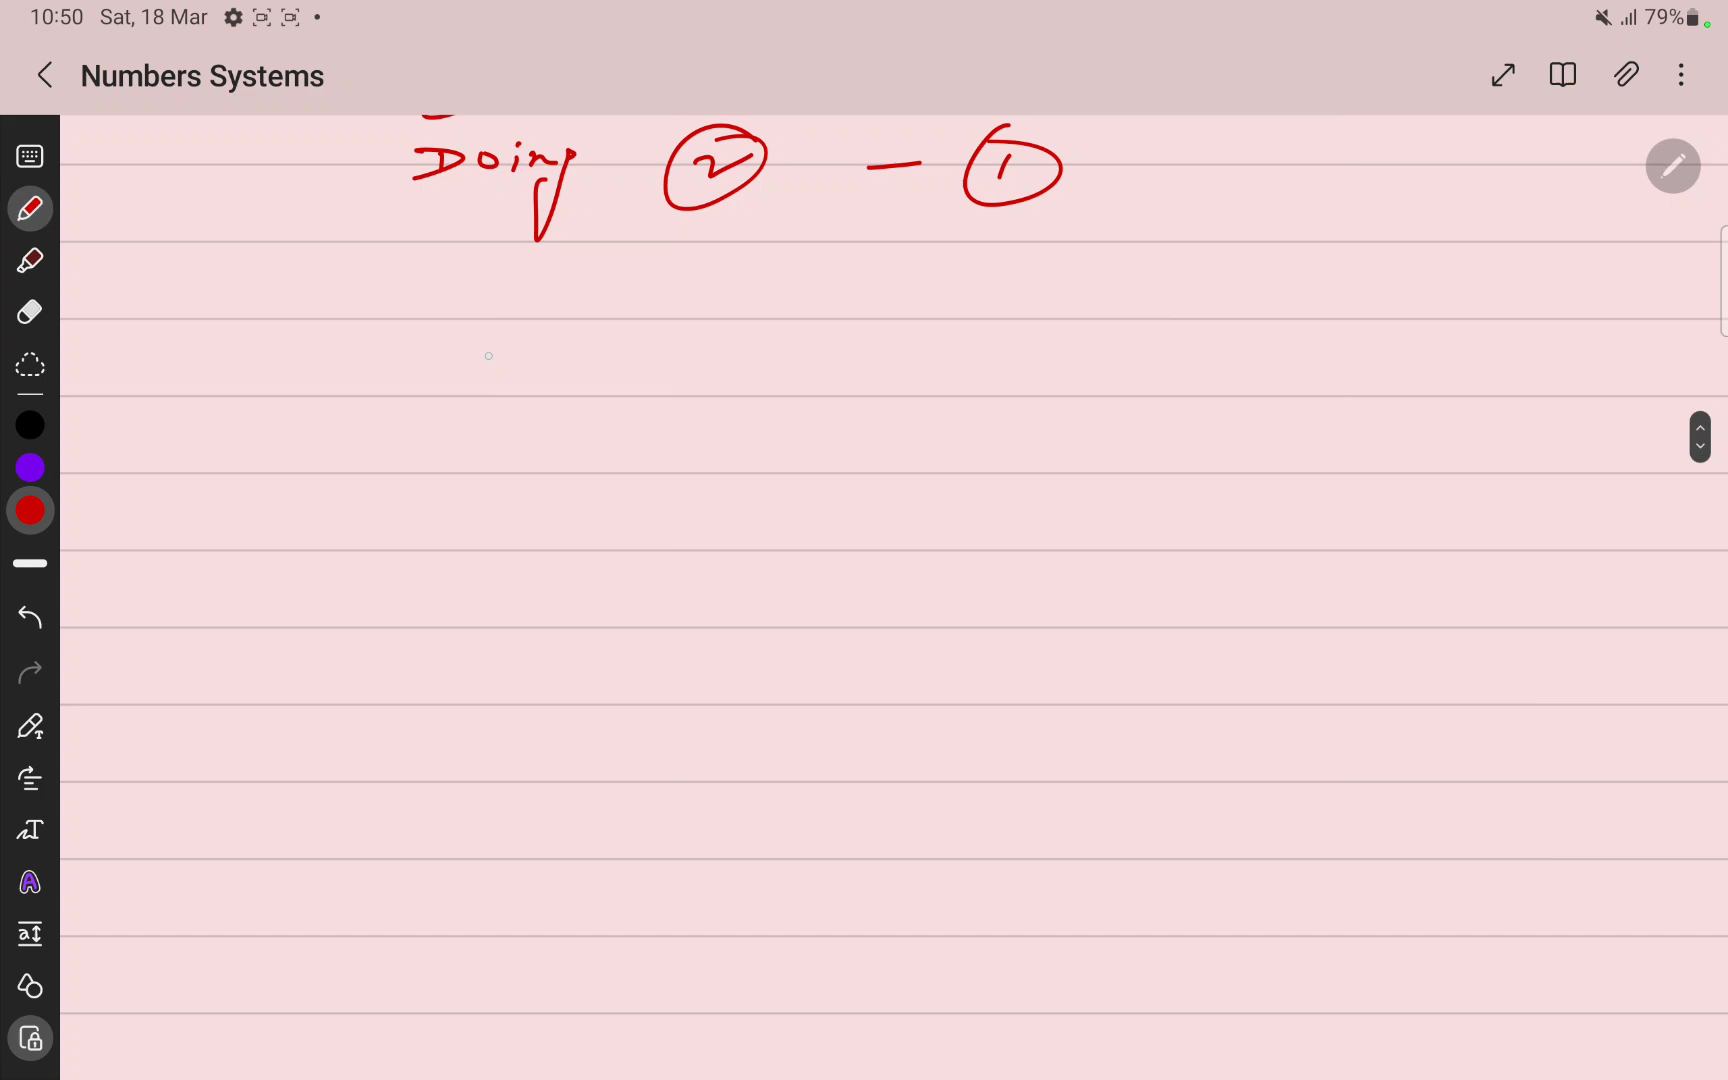 10:50 Sat, 18 Mar 79%
Numbers Systems
Doing ② — ①